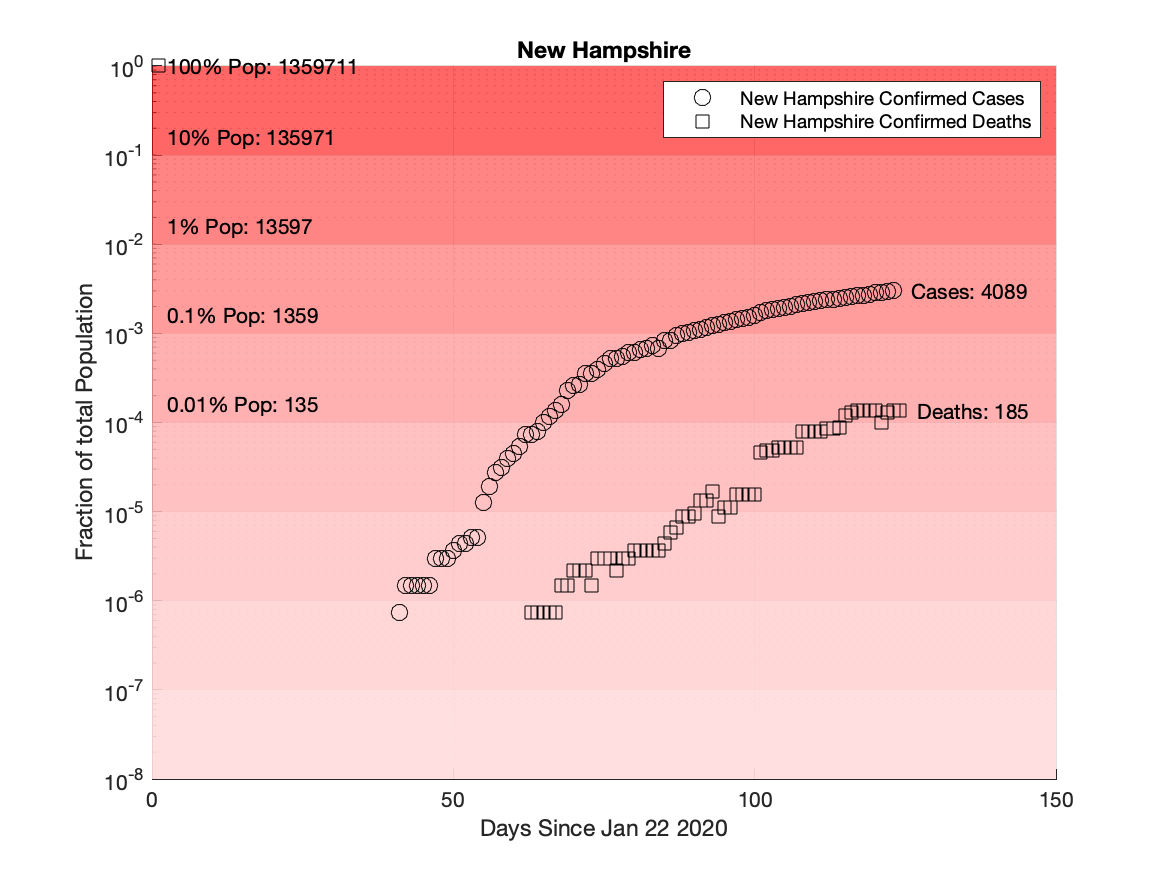 New Hampshire
10^0
100% Pop: 1359711
New Hampshire Confirmed Cases
New Hampshire Confirmed Deaths
10% Pop: 135971
10^-1
1% Pop: 13597
10^-2
Cases: 4089
0.1% Pop: 1359
10^-3
0.01% Pop: 135
Deaths: 185
10^-4
10^-5
10^-6
10^-7
10^-8
Fraction of total Population
0
50
100
150
Days Since Jan 22 2020